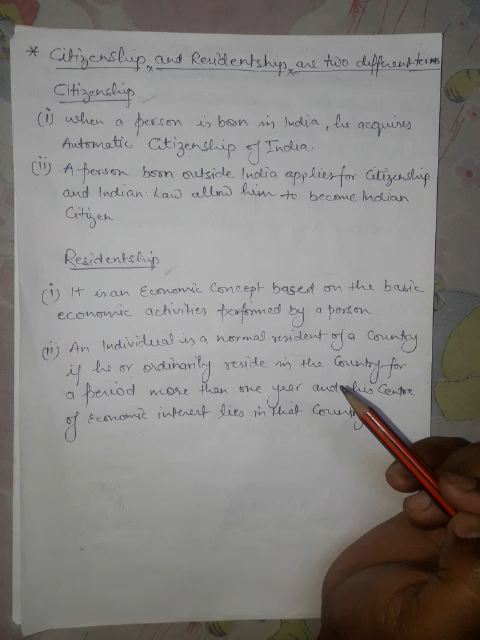 * Citizenship, and Residentship, are two different terms
Citizenship
(i) when a person is born in India, he acquires
Automatic Citizenship of India.
(ii) A person born outside India applies for Citizenship
and Indian Law allow him to become Indian
Citizen
Residentship
(i) It is an Economic Concept based on the basic
economic activities performed by a person
(ii) An Individual is a normal resident of a Country
if he or ordinarily reside in the Country for
a period more than one year and his Centre
of Economic interest lies in that Country